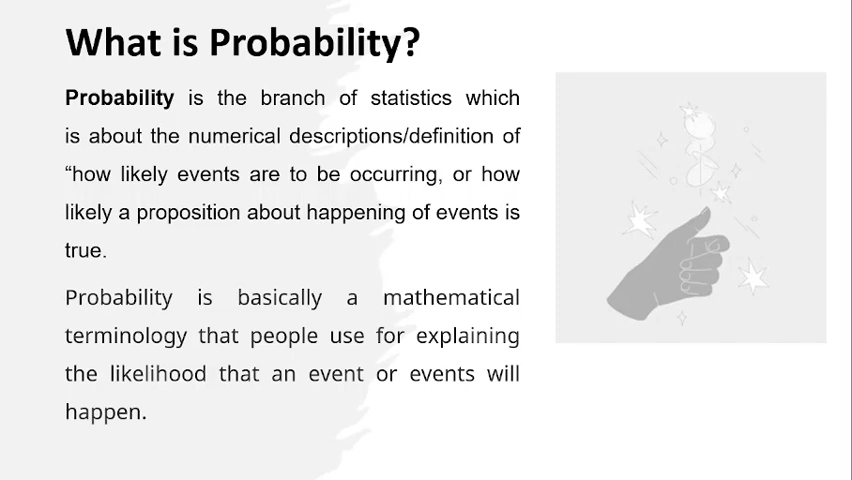 What is Probability?
Probability is the branch of statistics which
is about the numerical descriptions/definition of
“how likely events are to be occurring, or how
likely a proposition about happening of events is
true.
Probability is basically a mathematical
terminology that people use for explaining
the likelihood that an event or events will
happen.